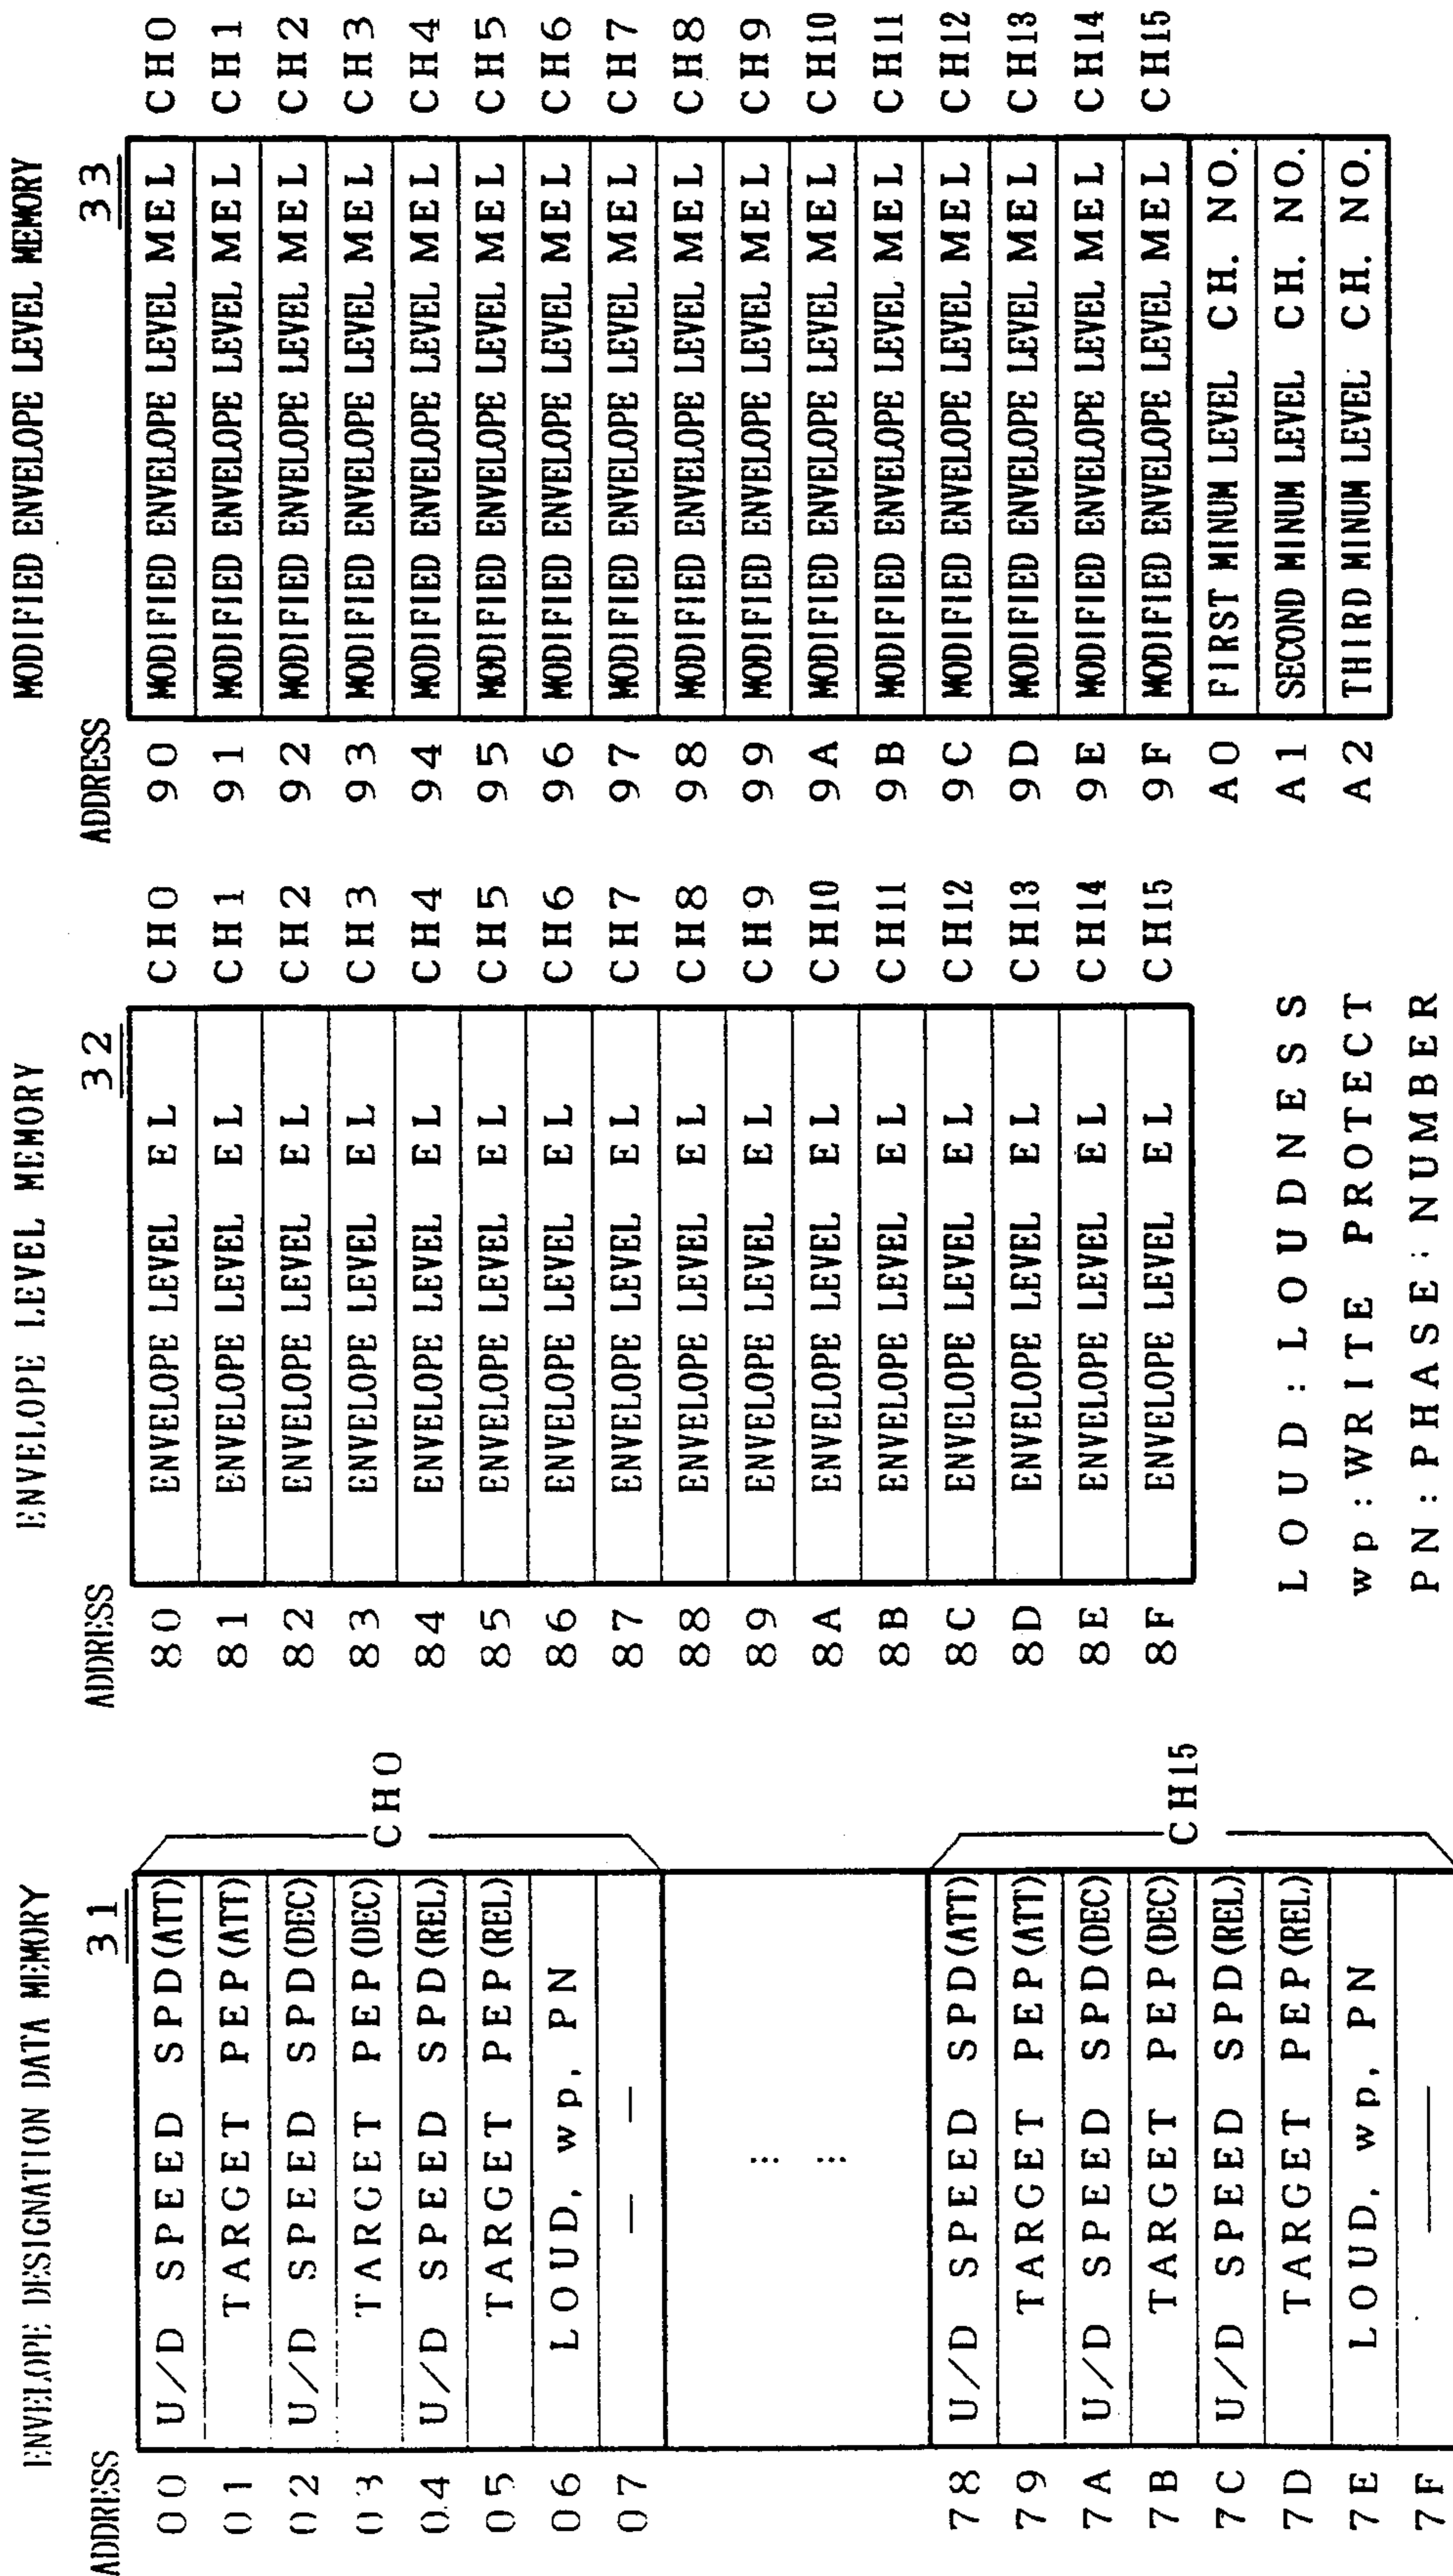 ENVELOPE DESIGNATION DATA MEMORY
ADDRESS 31
00 U/D SPEED SPD(ATT)
01 TARGET PEP(ATT)
02 U/D SPEED SPD(DEC)
03 TARGET PEP(DEC) CH0
04 U/D SPEED SPD(REL)
05 TARGET PEP(REL)
06 LOUD, wp, PN
07 — —
⋮
⋮
78 U/D SPEED SPD(ATT)
79 TARGET PEP(ATT)
7A U/D SPEED SPD(DEC)
7B TARGET PEP(DEC) CH15
7C U/D SPEED SPD(REL)
7D TARGET PEP(REL)
7E LOUD, wp, PN
7F ——
ENVELOPE LEVEL MEMORY
ADDRESS 32
80 ENVELOPE LEVEL EL CH0
81 ENVELOPE LEVEL EL CH1
82 ENVELOPE LEVEL EL CH2
83 ENVELOPE LEVEL EL CH3
84 ENVELOPE LEVEL EL CH4
85 ENVELOPE LEVEL EL CH5
86 ENVELOPE LEVEL EL CH6
87 ENVELOPE LEVEL EL CH7
88 ENVELOPE LEVEL EL CH8
89 ENVELOPE LEVEL EL CH9
8A ENVELOPE LEVEL EL CH10
8B ENVELOPE LEVEL EL CH11
8C ENVELOPE LEVEL EL CH12
8D ENVELOPE LEVEL EL CH13
8E ENVELOPE LEVEL EL CH14
8F ENVELOPE LEVEL EL CH15
LOUD : LOUDNESS
wp : WRITE PROTECT
PN : PHASE NUMBER
MODIFIED ENVELOPE LEVEL MEMORY
ADDRESS 33
90 MODIFIED ENVELOPE LEVEL MEL CH0
91 MODIFIED ENVELOPE LEVEL MEL CH1
92 MODIFIED ENVELOPE LEVEL MEL CH2
93 MODIFIED ENVELOPE LEVEL MEL CH3
94 MODIFIED ENVELOPE LEVEL MEL CH4
95 MODIFIED ENVELOPE LEVEL MEL CH5
96 MODIFIED ENVELOPE LEVEL MEL CH6
97 MODIFIED ENVELOPE LEVEL MEL CH7
98 MODIFIED ENVELOPE LEVEL MEL CH8
99 MODIFIED ENVELOPE LEVEL MEL CH9
9A MODIFIED ENVELOPE LEVEL MEL CH10
9B MODIFIED ENVELOPE LEVEL MEL CH11
9C MODIFIED ENVELOPE LEVEL MEL CH12
9D MODIFIED ENVELOPE LEVEL MEL CH13
9E MODIFIED ENVELOPE LEVEL MEL CH14
9F MODIFIED ENVELOPE LEVEL MEL CH15
A0 FIRST MINUM LEVEL CH. NO.
A1 SECOND MINUM LEVEL CH. NO.
A2 THIRD MINUM LEVEL CH. NO.